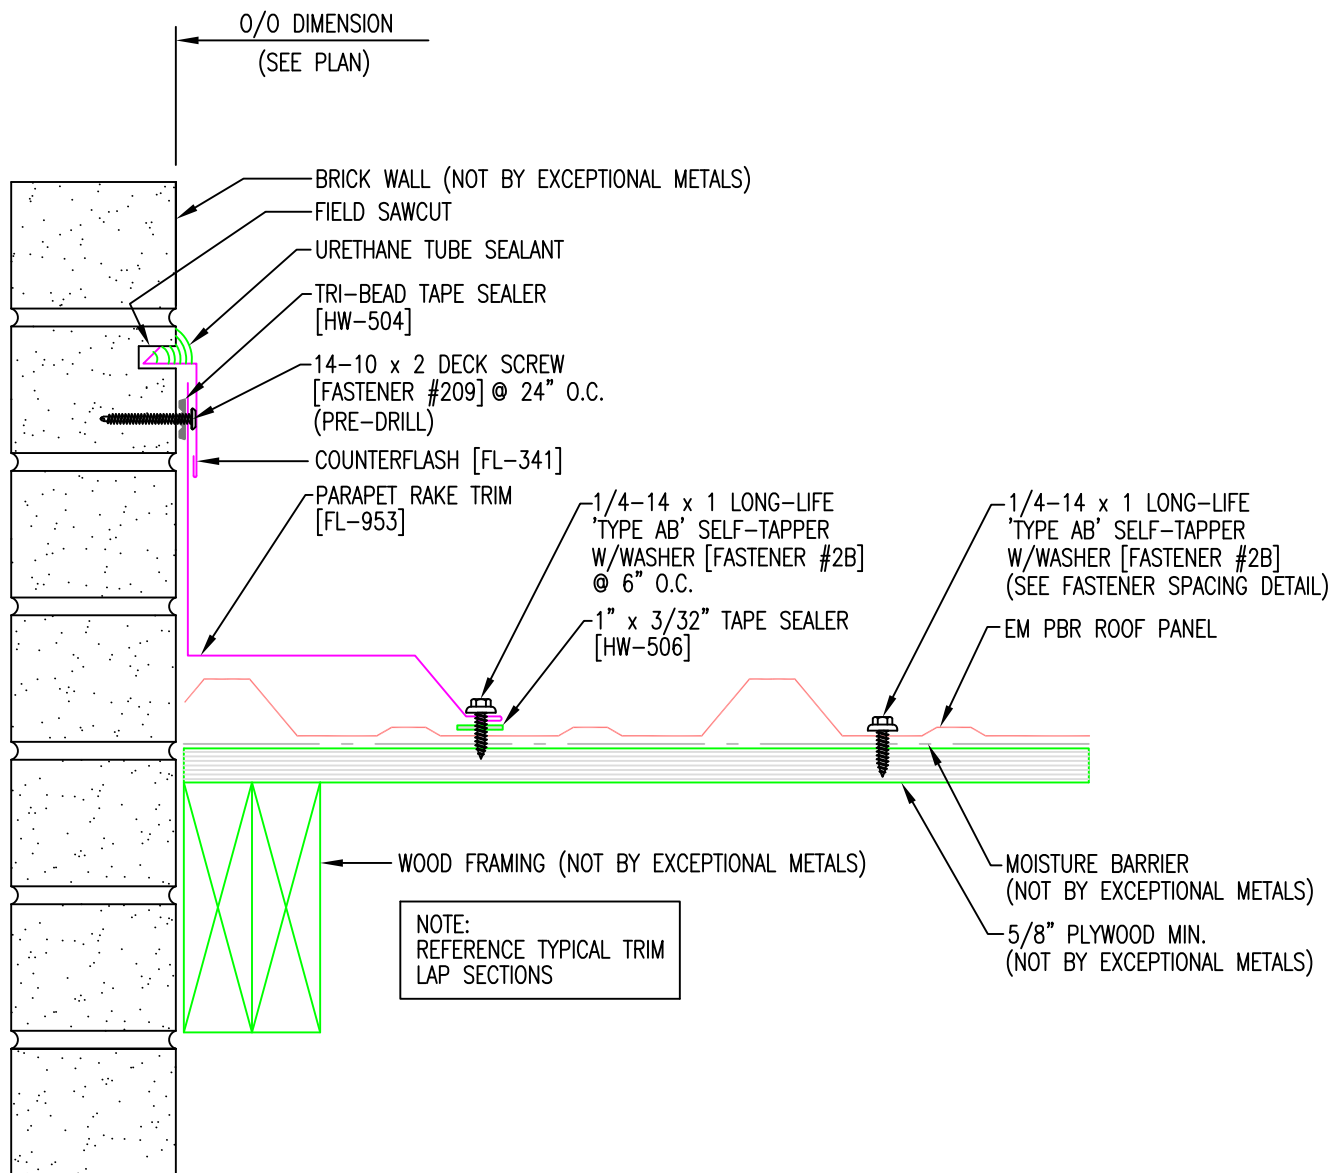 O/O DIMENSION
(SEE PLAN)
BRICK WALL (NOT BY EXCEPTIONAL METALS)
FIELD SAWCUT
URETHANE TUBE SEALANT
TRI-BEAD TAPE SEALER
[HW-504]
14-10 x 2 DECK SCREW
[FASTENER #209] @ 24" O.C.
(PRE-DRILL)
COUNTERFLASH [FL-341]
PARAPET RAKE TRIM
[FL-953]
1/4-14 x 1 LONG-LIFE
'TYPE AB' SELF-TAPPER
W/WASHER [FASTENER #2B]
@ 6" O.C.
1" x 3/32" TAPE SEALER
[HW-506]
1/4-14 x 1 LONG-LIFE
'TYPE AB' SELF-TAPPER
W/WASHER [FASTENER #2B]
(SEE FASTENER SPACING DETAIL)
EM PBR ROOF PANEL
WOOD FRAMING (NOT BY EXCEPTIONAL METALS)
MOISTURE BARRIER
(NOT BY EXCEPTIONAL METALS)
5/8" PLYWOOD MIN.
(NOT BY EXCEPTIONAL METALS)
NOTE:
REFERENCE TYPICAL TRIM
LAP SECTIONS